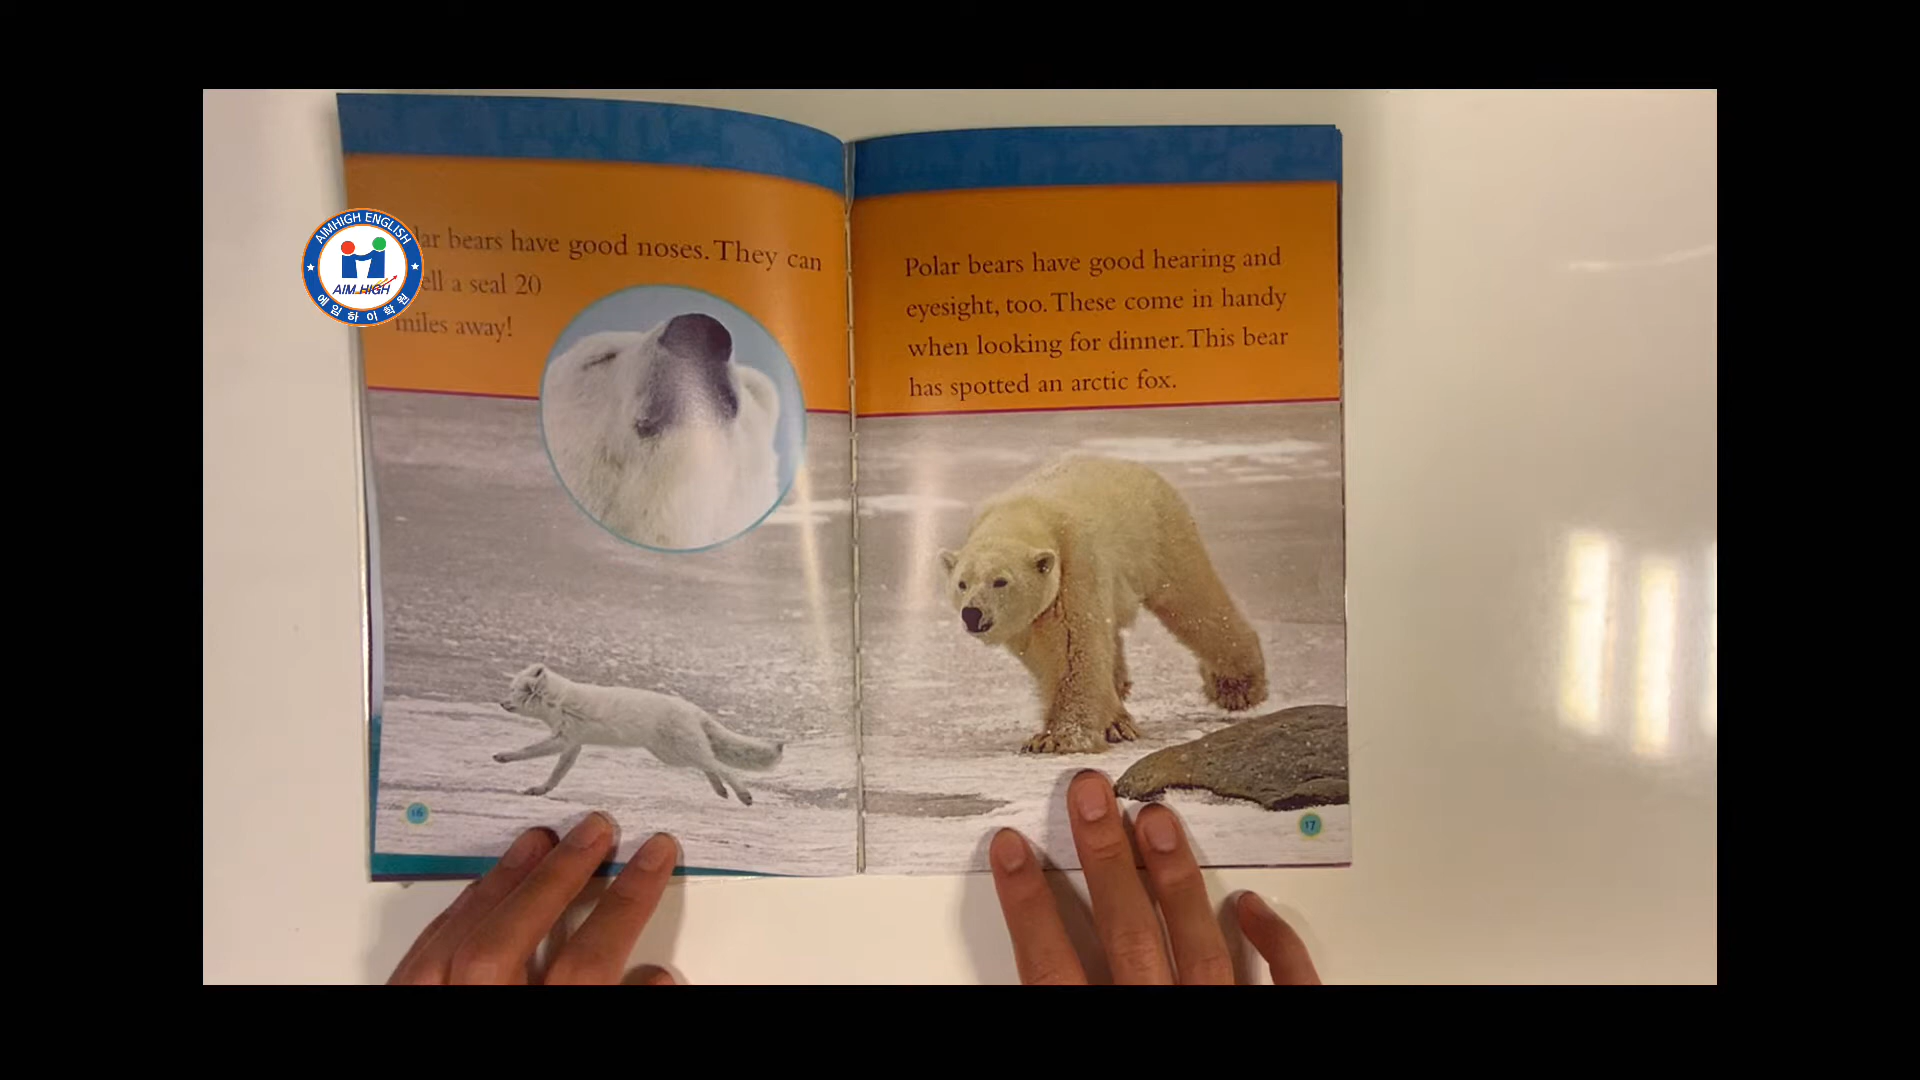 AIMHIGH ENGLISH
AIM HIGH
에임하이학원
bears have good noses. They can
a seal 20
miles away!
16
Polar bears have good hearing and
eyesight, too. These come in handy
when looking for dinner. This bear
has spotted an arctic fox.
17